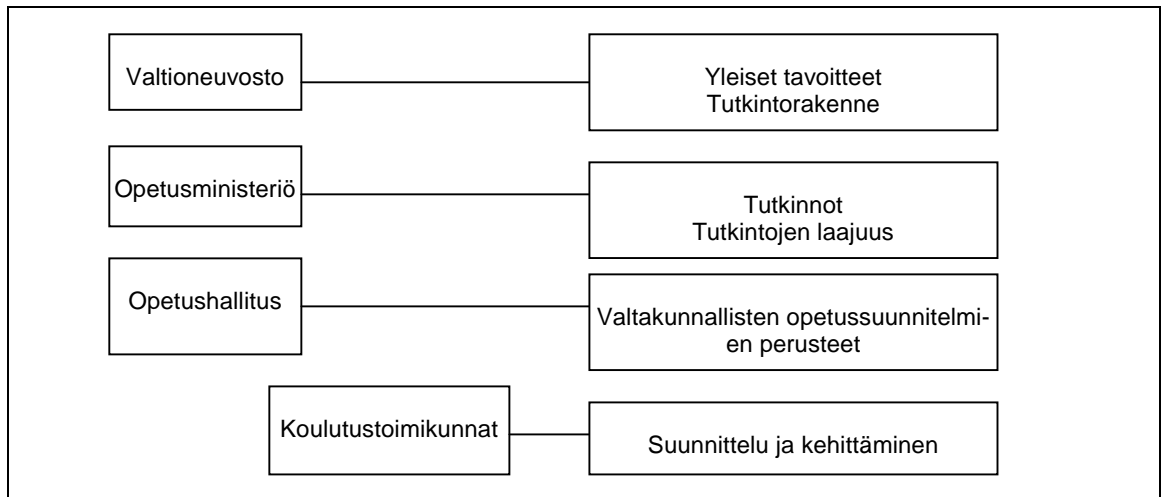 Valtioneuvosto
Yleiset tavoitteet
Tutkintorakenne
Opetusministeriö
Tutkinnot
Tutkintojen laajuus
Opetushallitus
Valtakunnallisten opetussuunnitelmi-
en perusteet
Koulutustoimikunnat
Suunnittelu ja kehittäminen